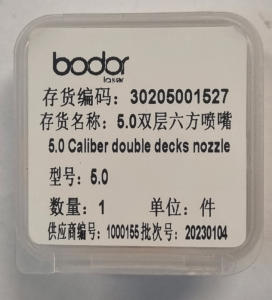 bodor
laser
存货编码：30205001527
存货名称：5.0双层六方喷嘴
5.0 Caliber double decks nozzle
型号：5.0
数量：1 单位：件
供应商编号：1000155 批次号：20230104